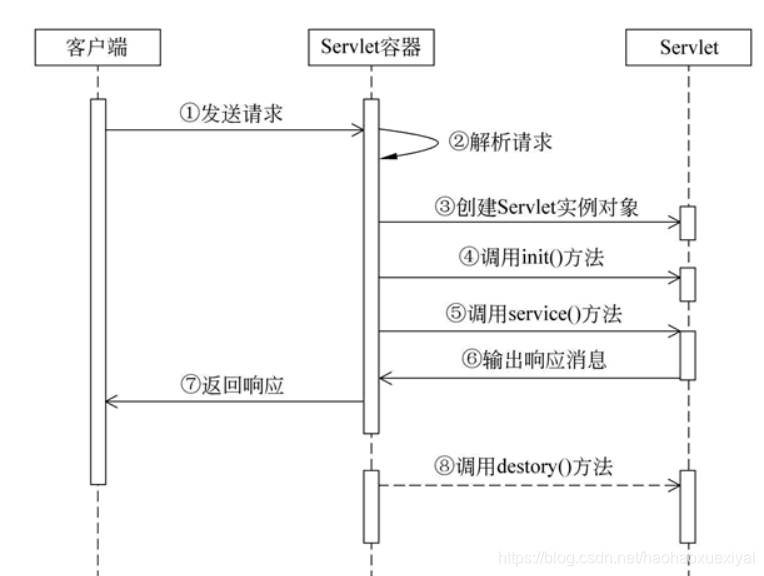 客户端
Servlet容器
Servlet
①发送请求
②解析请求
③创建Servlet实例对象
④调用init()方法
⑤调用service()方法
⑥输出响应消息
⑦返回响应
⑧调用destory()方法
https://blog.csdn.net/haohaoxuexiyai